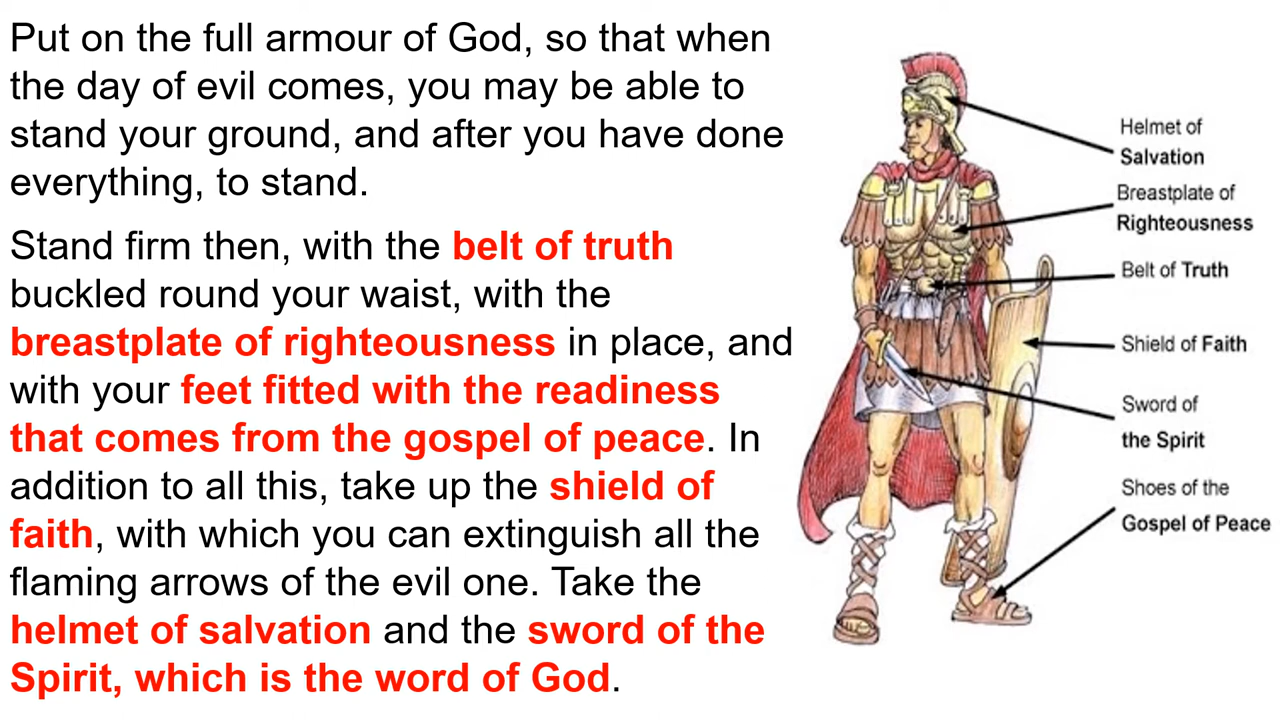 Put on the full armour of God, so that when
the day of evil comes, you may be able to
stand your ground, and after you have done
everything, to stand.
Stand firm then, with the belt of truth
buckled round your waist, with the
breastplate of righteousness in place, and
with your feet fitted with the readiness
that comes from the gospel of peace. In
addition to all this, take up the shield of
faith, with which you can extinguish all the
flaming arrows of the evil one. Take the
helmet of salvation and the sword of the
Spirit, which is the word of God.
Helmet of
Salvation
Breastplate of
Righteousness
Belt of Truth
Shield of Faith
Sword of
the Spirit
Shoes of the
Gospel of Peace